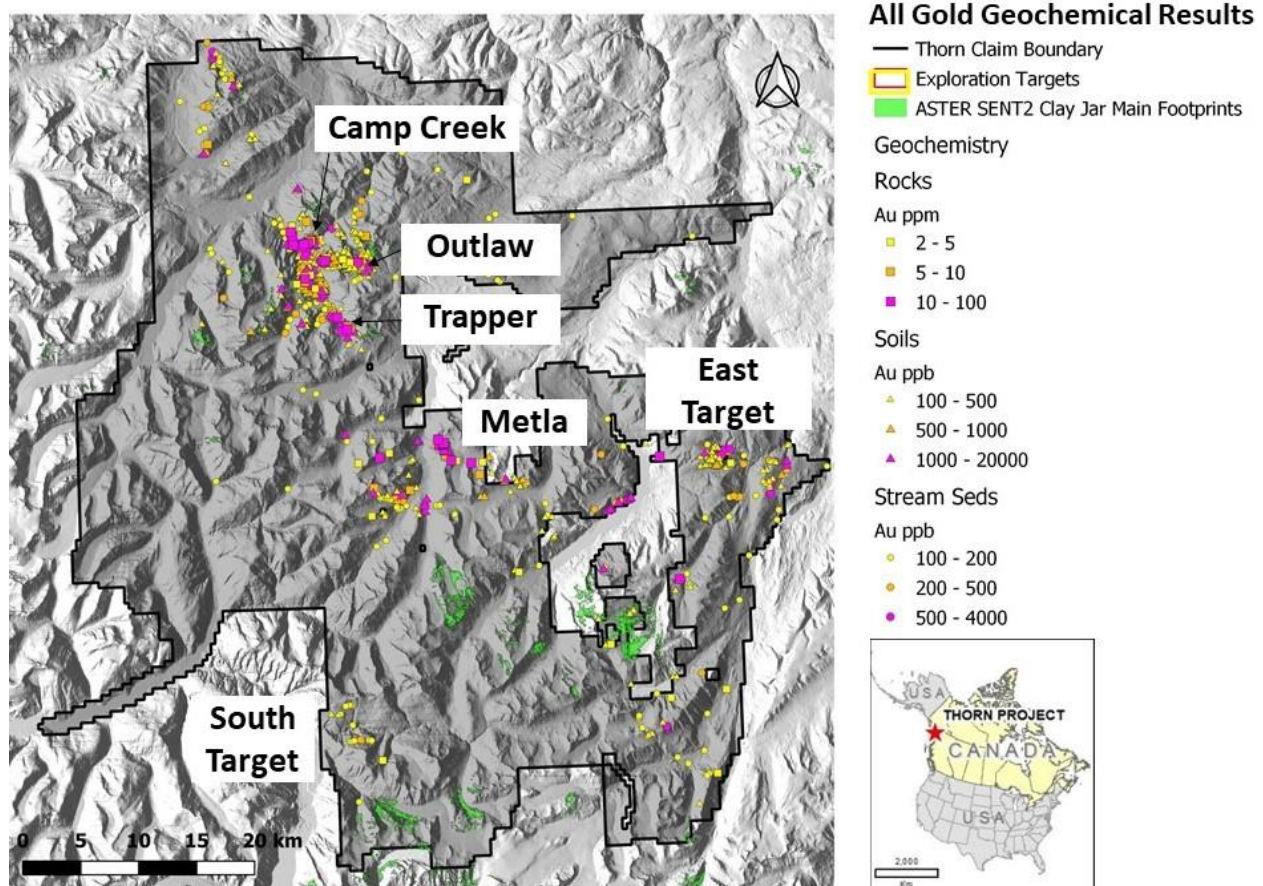 All Gold Geochemical Results
Thorn Claim Boundary
Exploration Targets
ASTER SENT2 Clay Jar Main Footprints
Geochemistry
Rocks
Au ppm
2 - 5
5 - 10
10 - 100
Soils
Au ppb
100 - 500
500 - 1000
1000 - 20000
Stream Seds
Au ppb
100 - 200
200 - 500
500 - 4000
Camp Creek
Outlaw
Trapper
East
Target
Metla
South
Target
0 5 10 15 20 km
USA
THORN PROJECT
CANADA
USA
2,000
Km